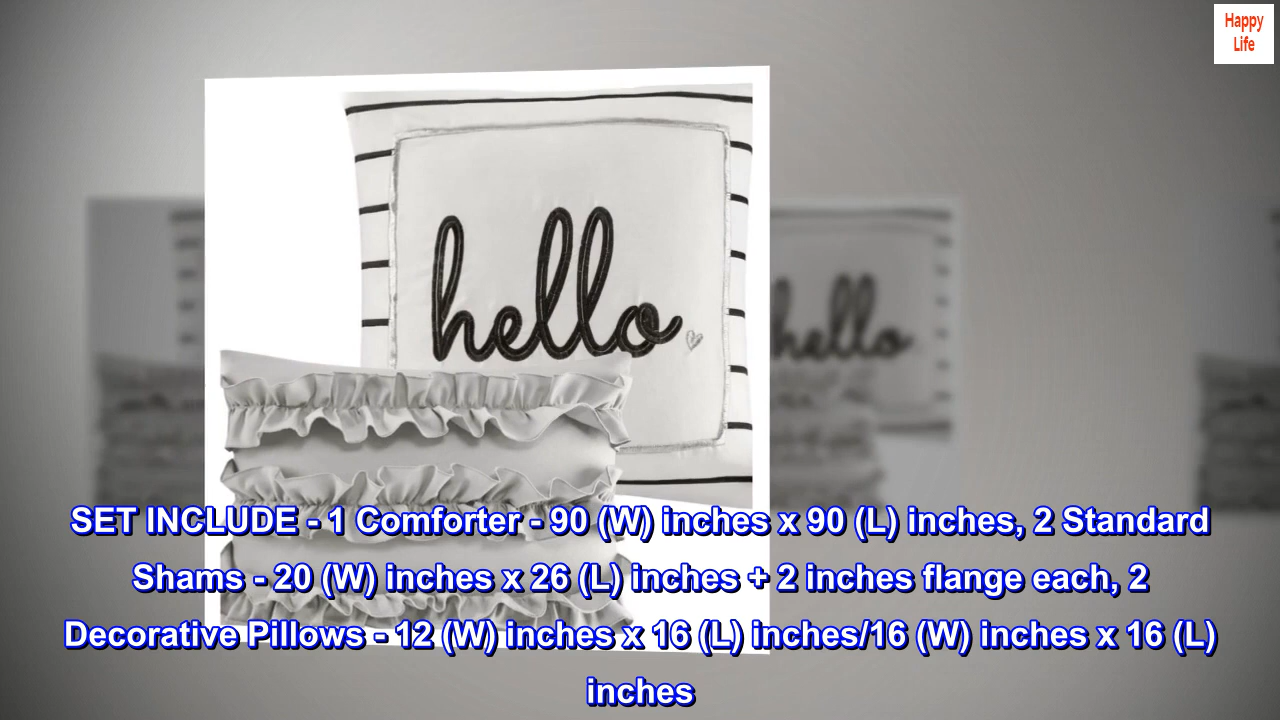 Happy
Life
hello
hello
SET INCLUDE - 1 Comforter - 90 (W) inches x 90 (L) inches, 2 Standard
Shams - 20 (W) inches x 26 (L) inches + 2 inches flange each, 2
Decorative Pillows - 12 (W) inches x 16 (L) inches/16 (W) inches x 16 (L)
inches